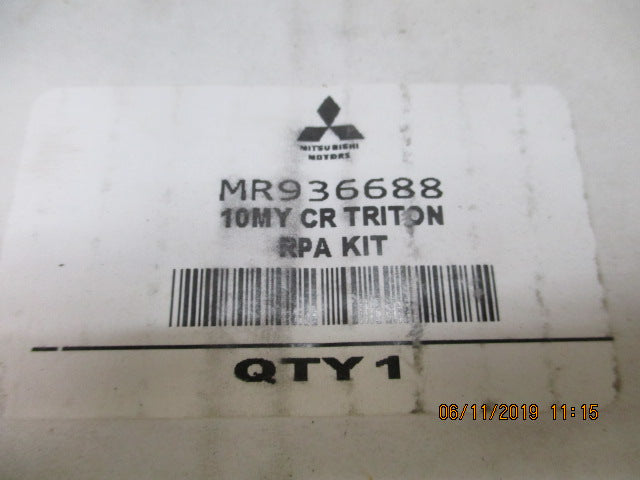 MITSUBISHI
MOTORS
MR936688
10MY CR TRITON
RPA KIT
QTY 1
06/11/2019 11:15